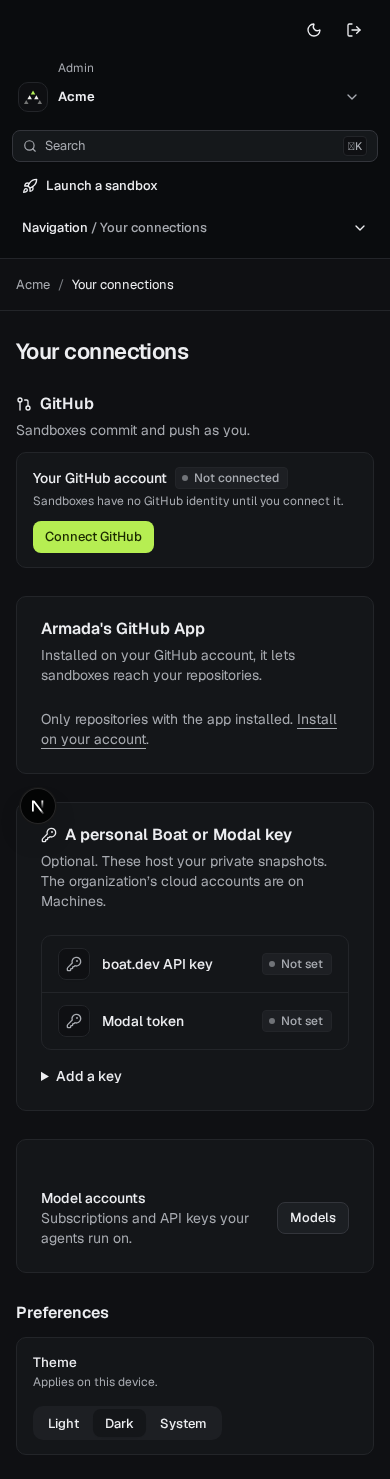 Admin
Acme
Search
K
Launch a sandbox
Navigation / Your connections
Acme / Your connections
Your connections
GitHub
Sandboxes commit and push as you.
Your GitHub account Not connected
Sandboxes have no GitHub identity until you connect it.
Connect GitHub
Armada's GitHub App
Installed on your GitHub account, it lets
sandboxes reach your repositories.
Only repositories with the app installed. Install
on your account.
N
A personal Boat or Modal key
Optional. These host your private snapshots.
The organization's cloud accounts are on
Machines.
boat.dev API key Not set
Modal token Not set
Add a key
Model accounts
Subscriptions and API keys your
agents run on.
Models
Preferences
Theme
Applies on this device.
Light Dark System